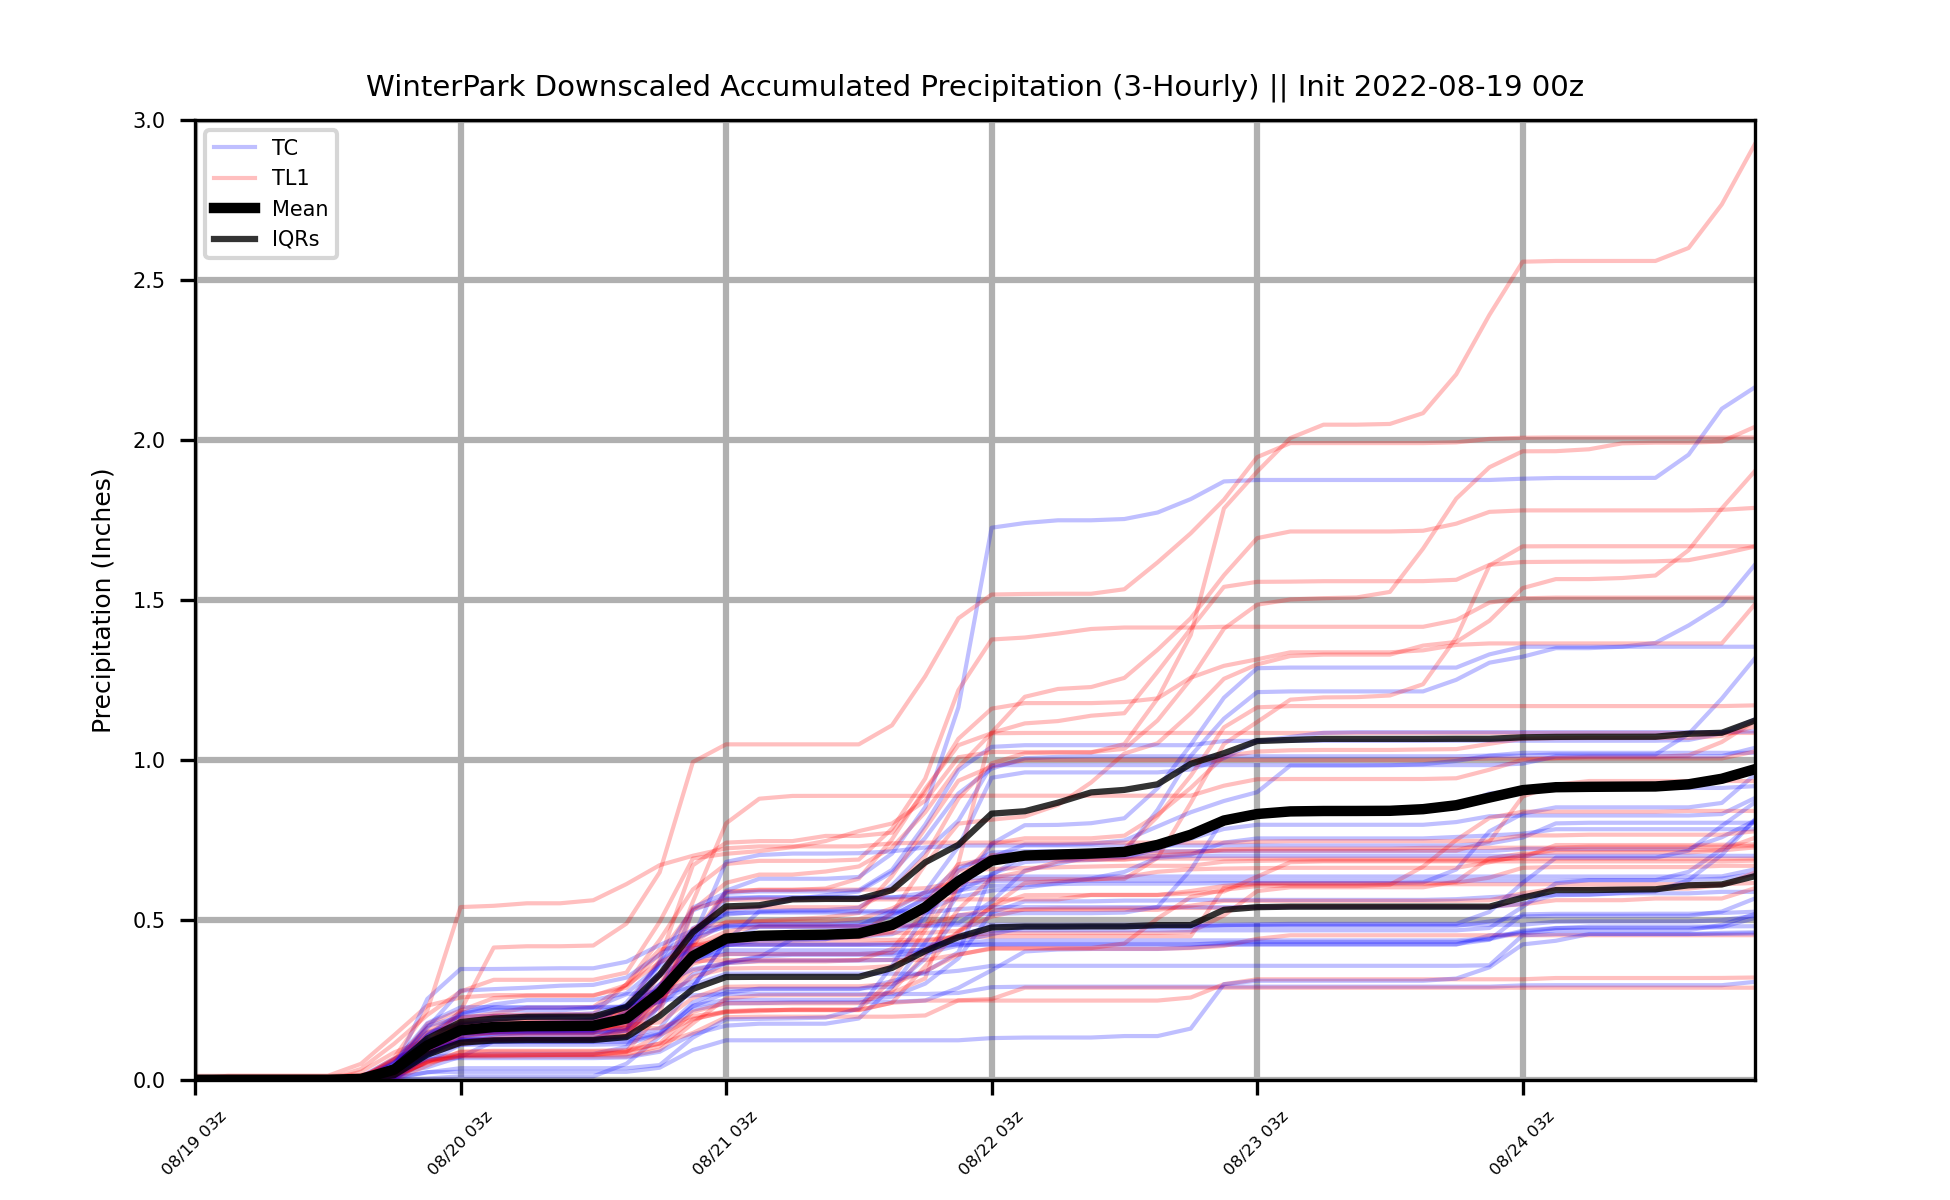 WinterPark Downscaled Accumulated Precipitation (3-Hourly) || Init 2022-08-19 00z
3.0
2.5
2.0
1.5
1.0
0.5
0.0
Precipitation (Inches)
TC
TL1
Mean
IQRs
08/19 03z
08/20 03z
08/21 03z
08/22 03z
08/23 03z
08/24 03z